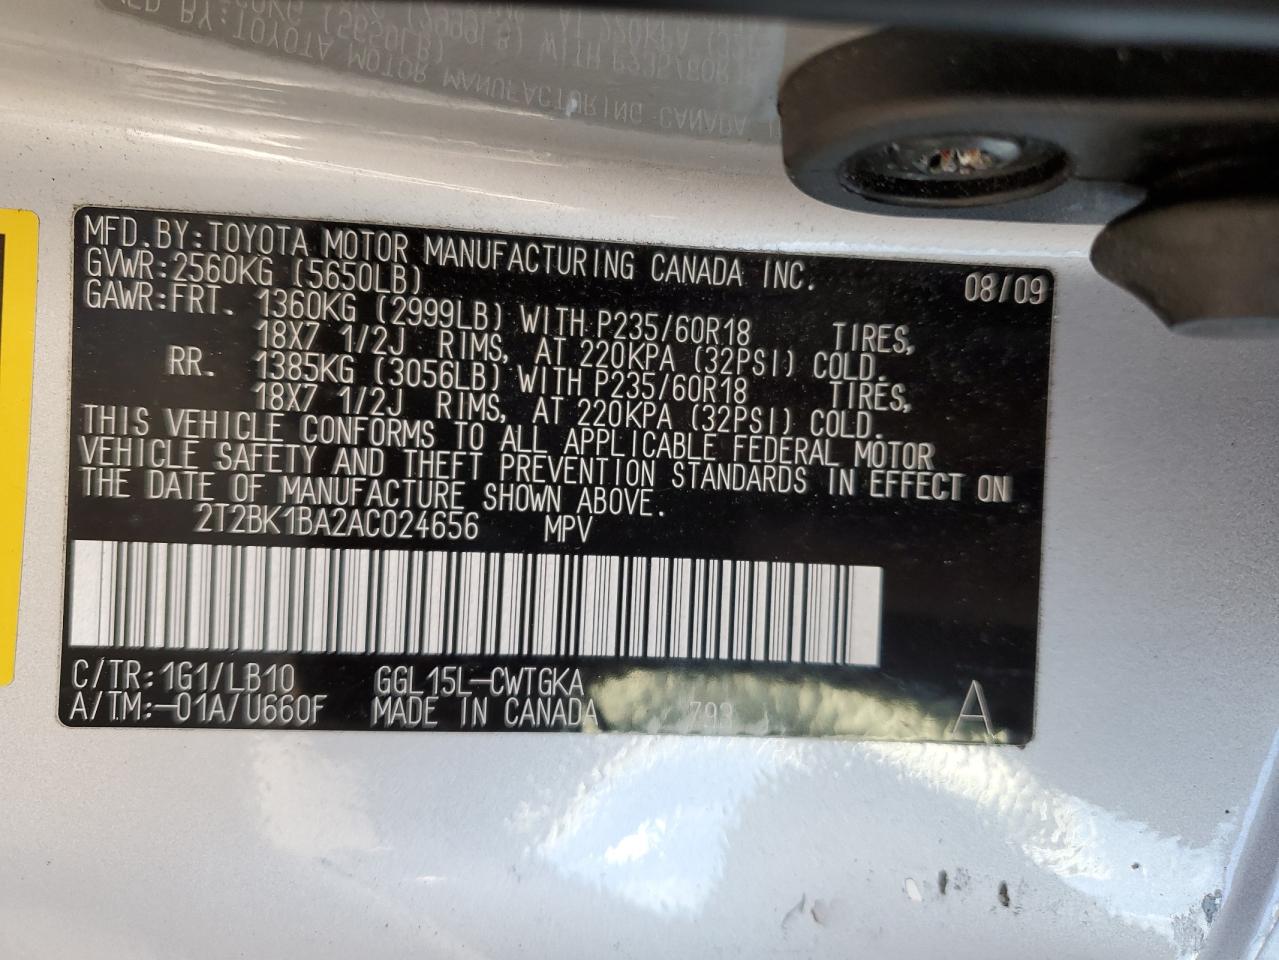 MFD.BY:TOYOTA MOTOR MANUFACTURING CANADA INC. 08/09
GVWR:2560KG (5650LB)
GAWR:FRT. 1360KG (2999LB) WITH P235/60R18 TIRES,
18X7 1/2J RIMS, AT 220KPA (32PSI) COLD.
RR. 1385KG (3056LB) WITH P235/60R18 TIRES,
18X7 1/2J RIMS, AT 220KPA (32PSI) COLD.
THIS VEHICLE CONFORMS TO ALL APPLICABLE FEDERAL MOTOR
VEHICLE SAFETY AND THEFT PREVENTION STANDARDS IN EFFECT ON
THE DATE OF MANUFACTURE SHOWN ABOVE.
2T2BK1BA2AC024656 MPV
C/TR:1G1/LB10 GGL15L-CWTGKA
A/TM:-01A/U660F MADE IN CANADA 793 A